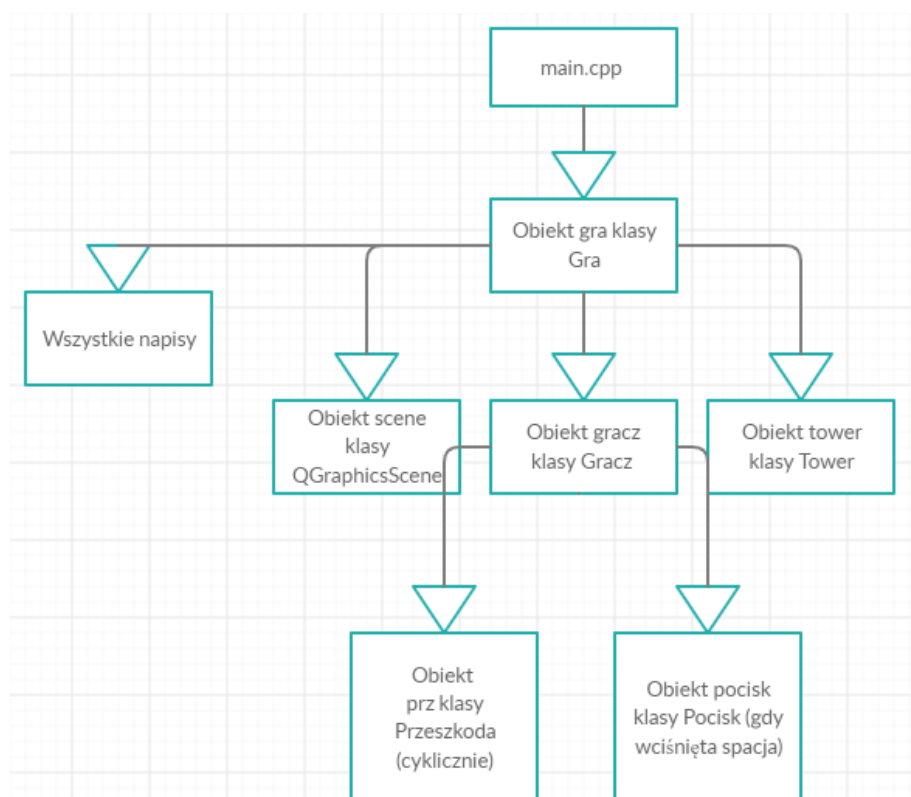 main.cpp
Obiekt gra klasy
Gra
Wszystkie napisy
Obiekt scene
klasy
QGraphicsScene
Obiekt gracz
klasy Gracz
Obiekt tower
klasy Tower
Obiekt
prz klasy
Przeszkoda
(cyklicznie)
Obiekt pocisk
klasy Pocisk (gdy
wciśnięta spacja)